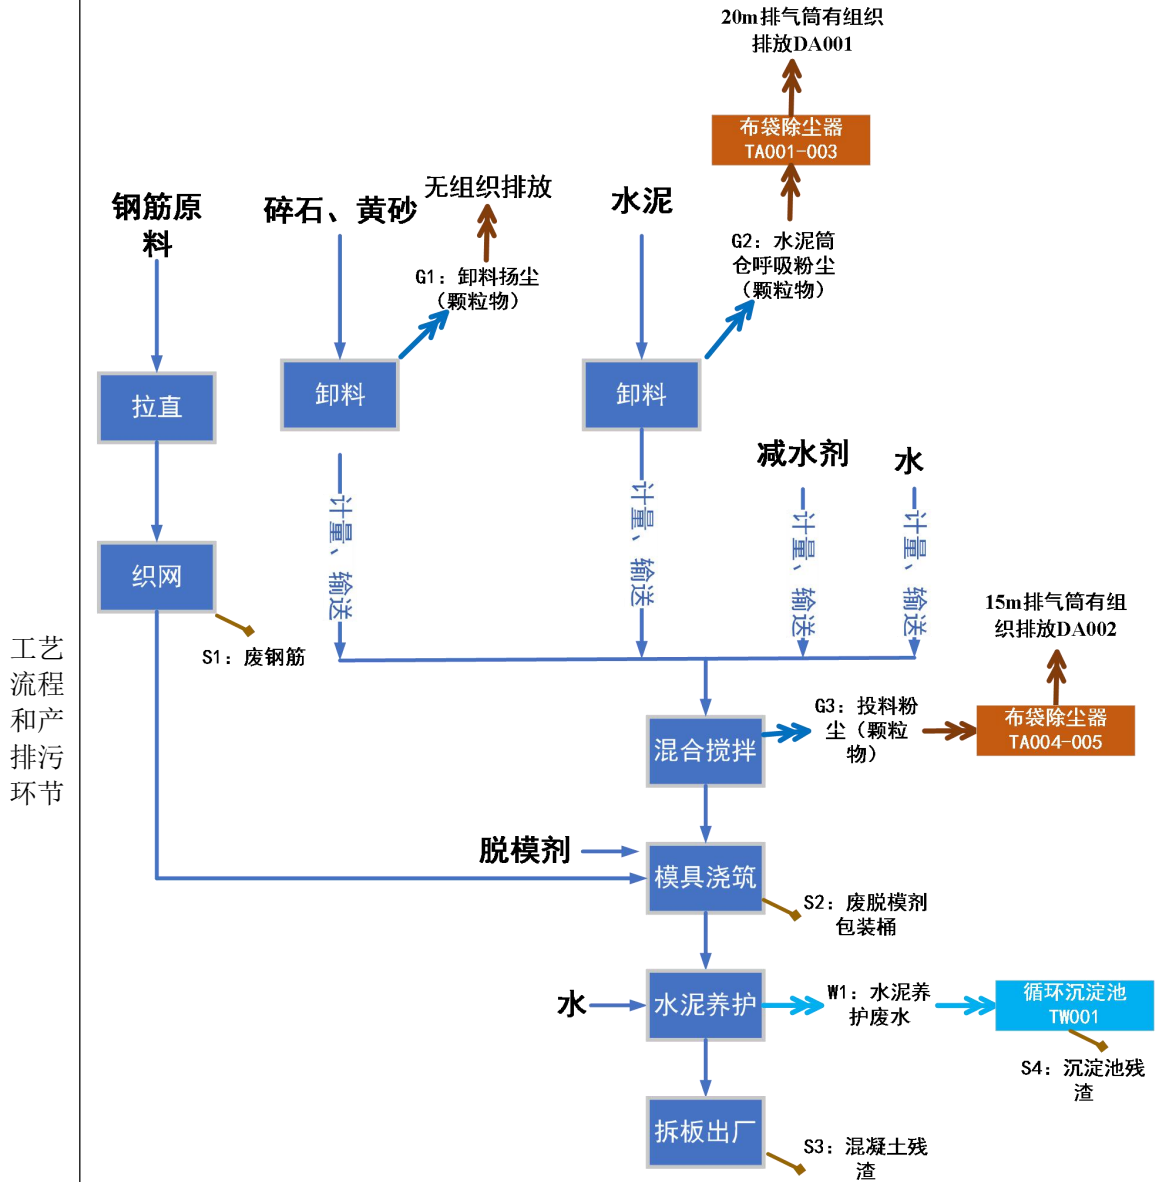 20m排气筒有组织
排放DA001
布袋除尘器
TA001-003
无组织排放
钢筋原
料
碎石、黄砂
水泥
G2：水泥筒
仓呼吸粉尘
（颗粒物）
G1：卸料扬尘
（颗粒物）
拉直
卸料
卸料
减水剂
水
计量、输送
计量、输送
计量、输送
计量、输送
织网
S1：废钢筋
15m排气筒有组
织排放DA002
工艺
流程
和产
排污
环节
G3：投料粉
尘（颗粒
物）
布袋除尘器
TA004-005
混合搅拌
脱模剂
模具浇筑
S2：废脱模剂
包装桶
水
水泥养护
W1：水泥养
护废水
循环沉淀池
TW001
S4：沉淀池残
渣
拆板出厂
S3：混凝土残
渣